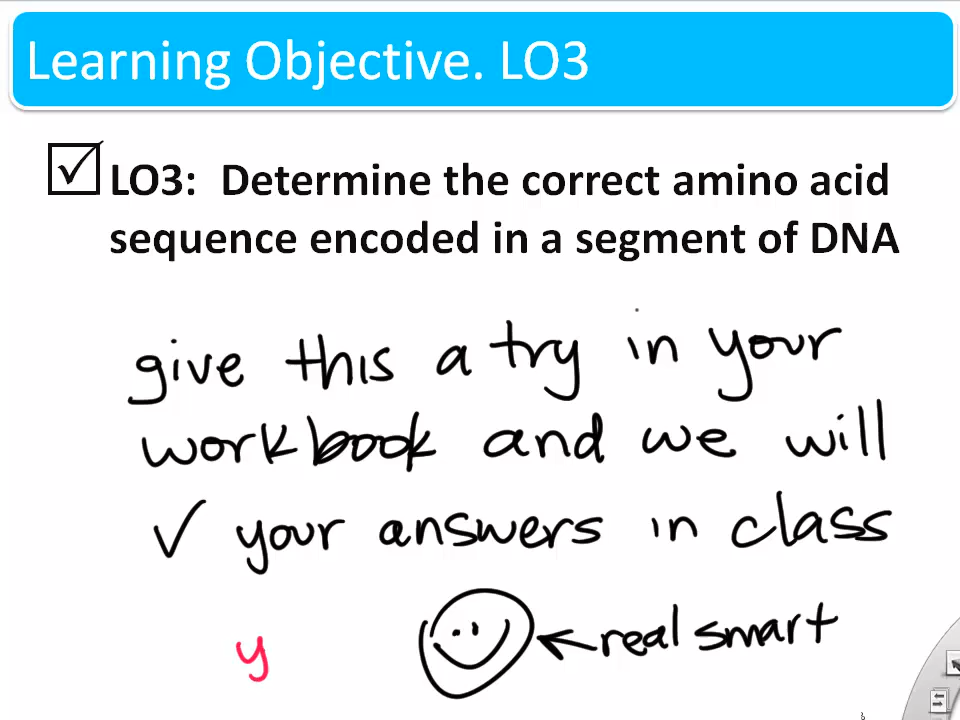 Learning Objective. LO3
LO3: Determine the correct amino acid
sequence encoded in a segment of DNA
give this a try in your
workbook and we will
✓ your answers in class
y
real smart